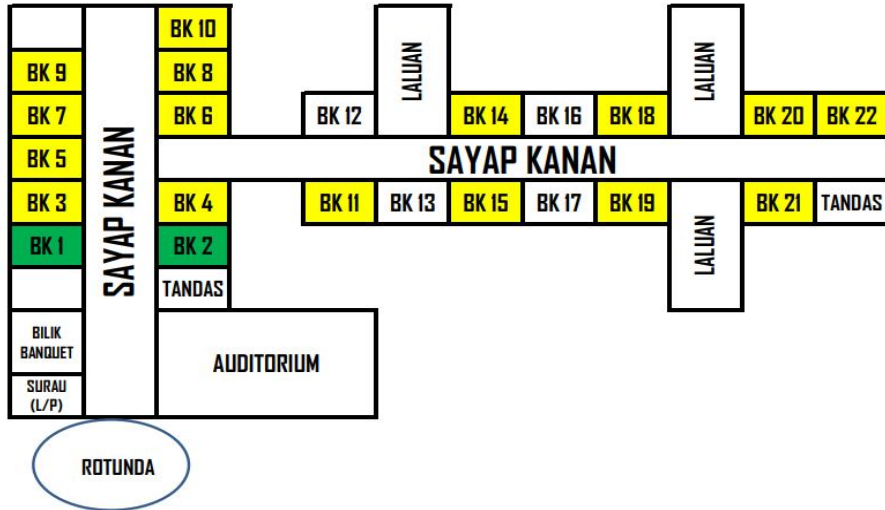 BK 10
BK 9
BK 8
BK 7
BK 6
BK 12
LALUAN
BK 14
BK 16
BK 18
LALUAN
BK 20
BK 22
BK 5
SAYAP KANAN
SAYAP KANAN
BK 3
BK 4
BK 11
BK 13
BK 15
BK 17
BK 19
LALUAN
BK 21
TANDAS
BK 1
BK 2
TANDAS
BILIK
BANQUET
AUDITORIUM
SURAU
(L/P)
ROTUNDA